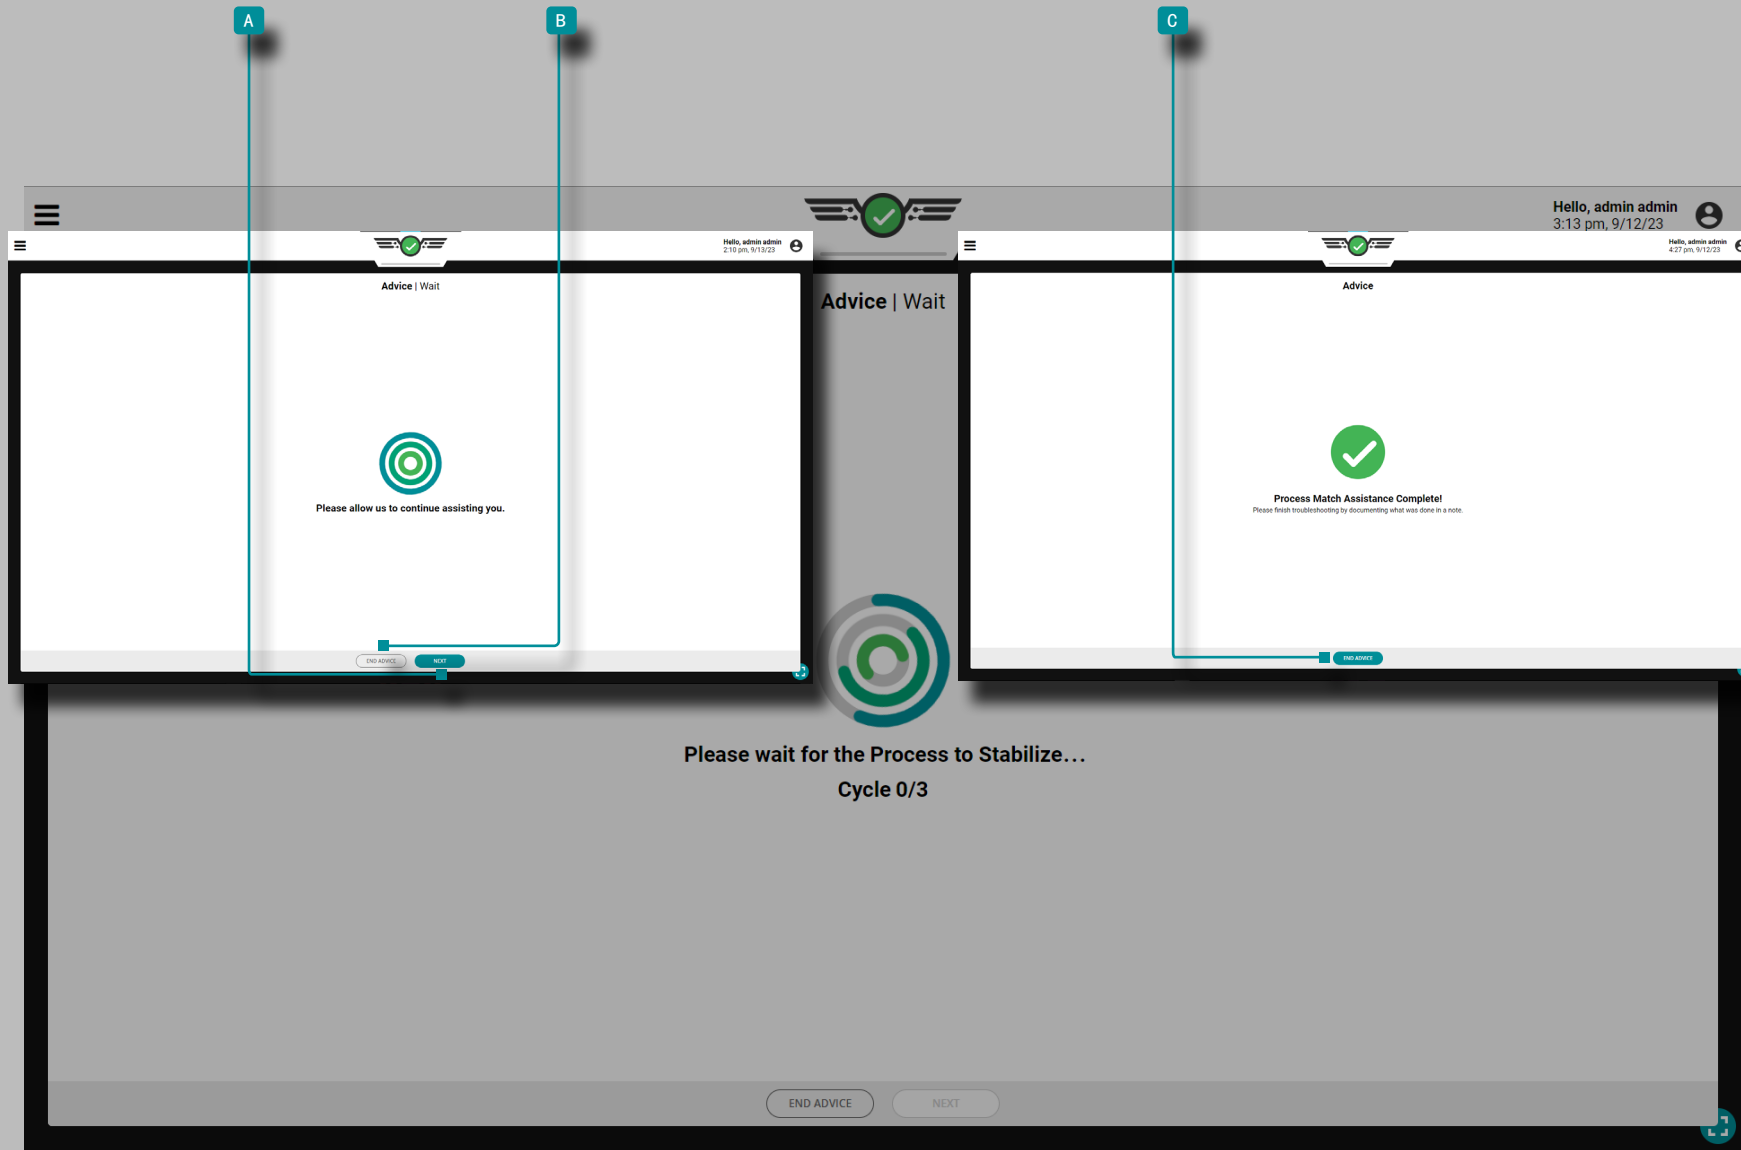 A
B
C
Hello, admin admin
3:13 pm, 9/12/23
Hello, admin admin
2:10 pm, 9/13/23
Advice | Wait
Please allow us to continue assisting you.
END ADVICE
NEXT
Advice | Wait
Please wait for the Process to Stabilize...
Cycle 0/3
END ADVICE
NEXT
Hello, admin admin
4:27 pm, 9/12/23
Advice
Process Match Assistance Complete!
Please finish troubleshooting by documenting what was done in a note.
END ADVICE